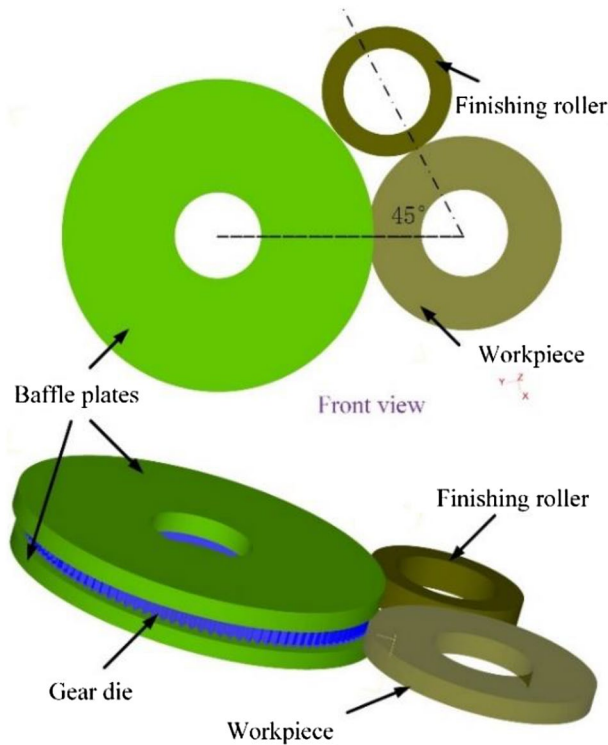 Finishing roller
45°
Workpiece
Y Z X
Baffle plates
Front view
Finishing roller
Gear die
Workpiece